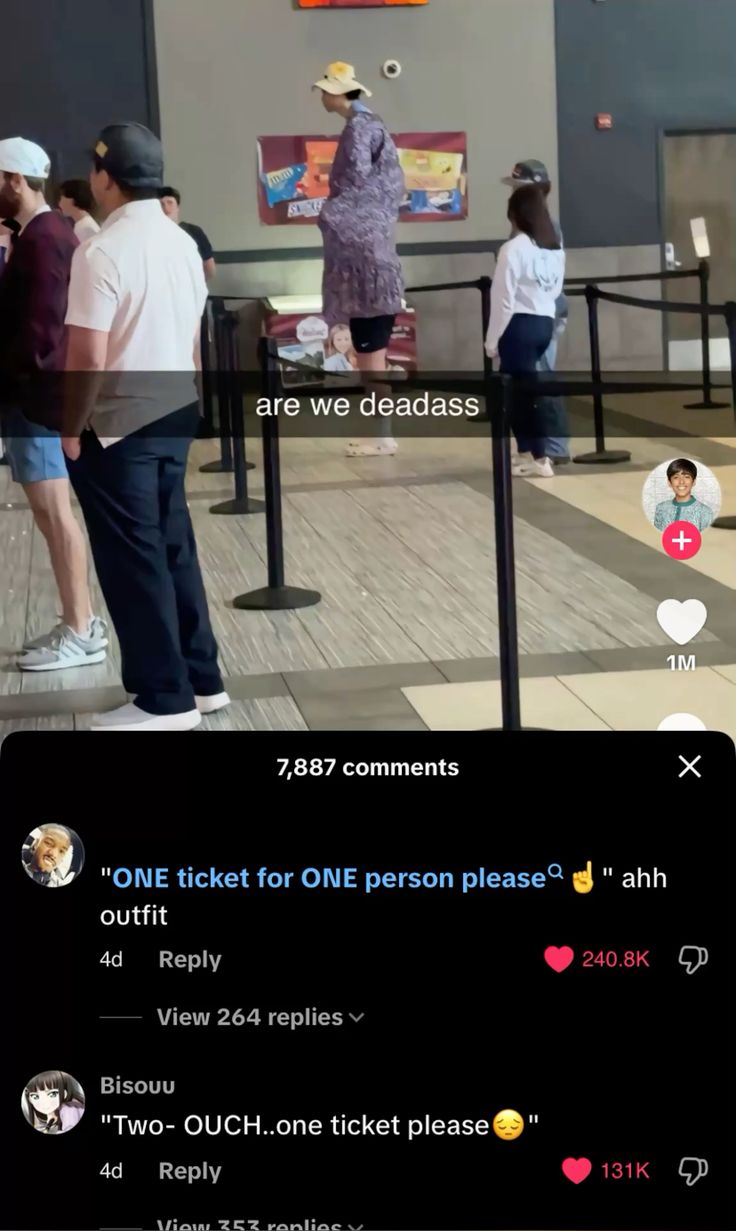 are we deadass
1M
7,887 comments
"ONE ticket for ONE person please☝️" ahh
outfit
4d Reply 240.8K
View 264 replies
Bisouu
"Two- OUCH..one ticket please😔"
4d Reply 131K
View 353 replies